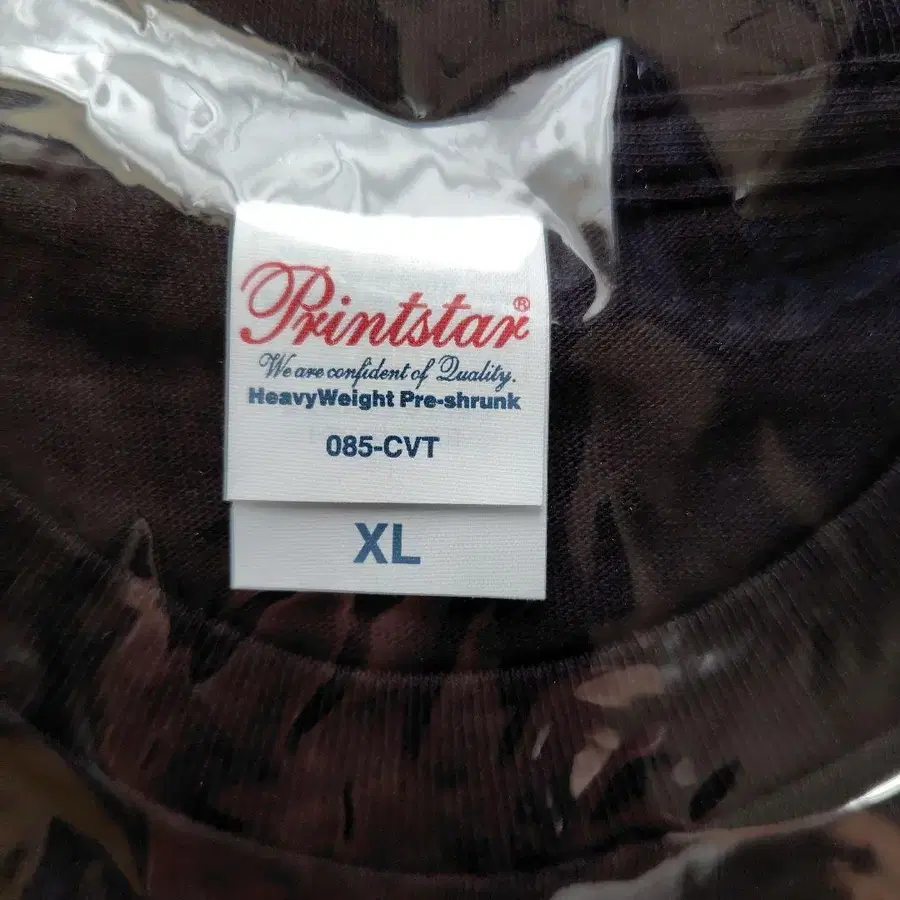 Printstar®
We are confident of Quality.
HeavyWeight Pre-shrunk
085-CVT
XL